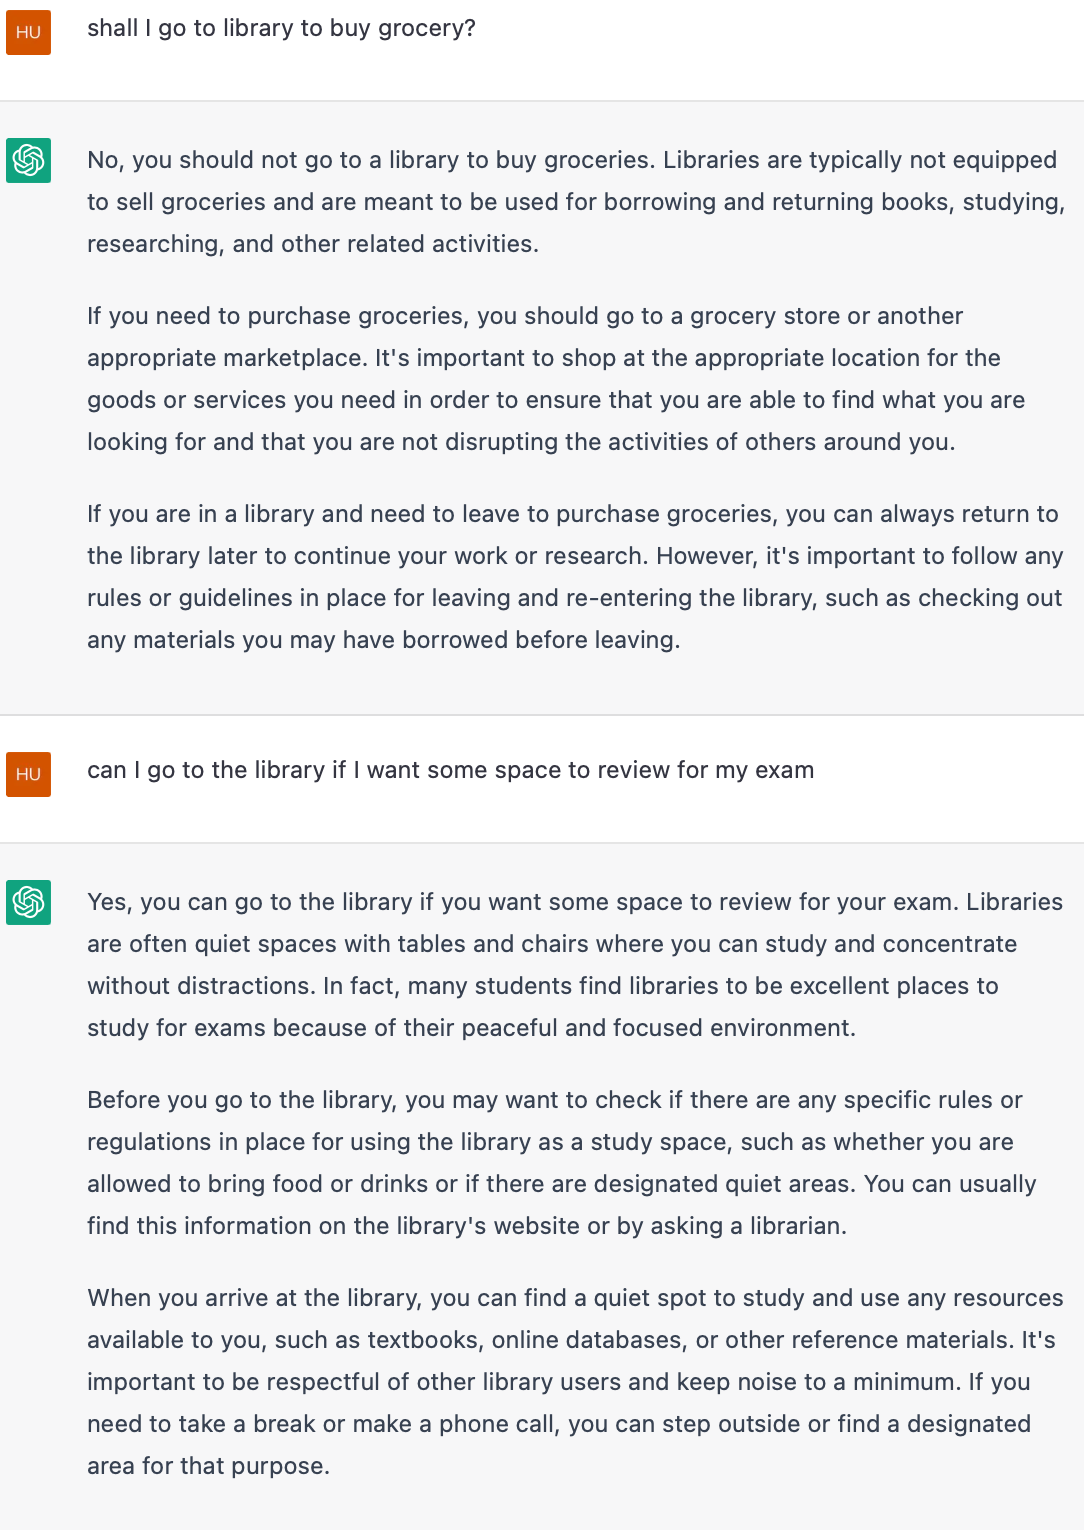 HU
shall I go to library to buy grocery?
No, you should not go to a library to buy groceries. Libraries are typically not equipped
to sell groceries and are meant to be used for borrowing and returning books, studying,
researching, and other related activities.
If you need to purchase groceries, you should go to a grocery store or another
appropriate marketplace. It's important to shop at the appropriate location for the
goods or services you need in order to ensure that you are able to find what you are
looking for and that you are not disrupting the activities of others around you.
If you are in a library and need to leave to purchase groceries, you can always return to
the library later to continue your work or research. However, it's important to follow any
rules or guidelines in place for leaving and re-entering the library, such as checking out
any materials you may have borrowed before leaving.
HU
can I go to the library if I want some space to review for my exam
Yes, you can go to the library if you want some space to review for your exam. Libraries
are often quiet spaces with tables and chairs where you can study and concentrate
without distractions. In fact, many students find libraries to be excellent places to
study for exams because of their peaceful and focused environment.
Before you go to the library, you may want to check if there are any specific rules or
regulations in place for using the library as a study space, such as whether you are
allowed to bring food or drinks or if there are designated quiet areas. You can usually
find this information on the library's website or by asking a librarian.
When you arrive at the library, you can find a quiet spot to study and use any resources
available to you, such as textbooks, online databases, or other reference materials. It's
important to be respectful of other library users and keep noise to a minimum. If you
need to take a break or make a phone call, you can step outside or find a designated
area for that purpose.